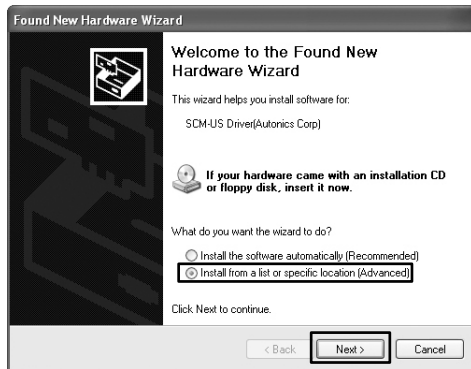 Found New Hardware Wizard
Welcome to the Found New
Hardware Wizard
This wizard helps you install software for:
SCM-US Driver(Autonics Corp)
If your hardware came with an installation CD
or floppy disk, insert it now.
What do you want the wizard to do?
Install the software automatically (Recommended)
Install from a list or specific location (Advanced)
Click Next to continue.
< Back
Next >
Cancel